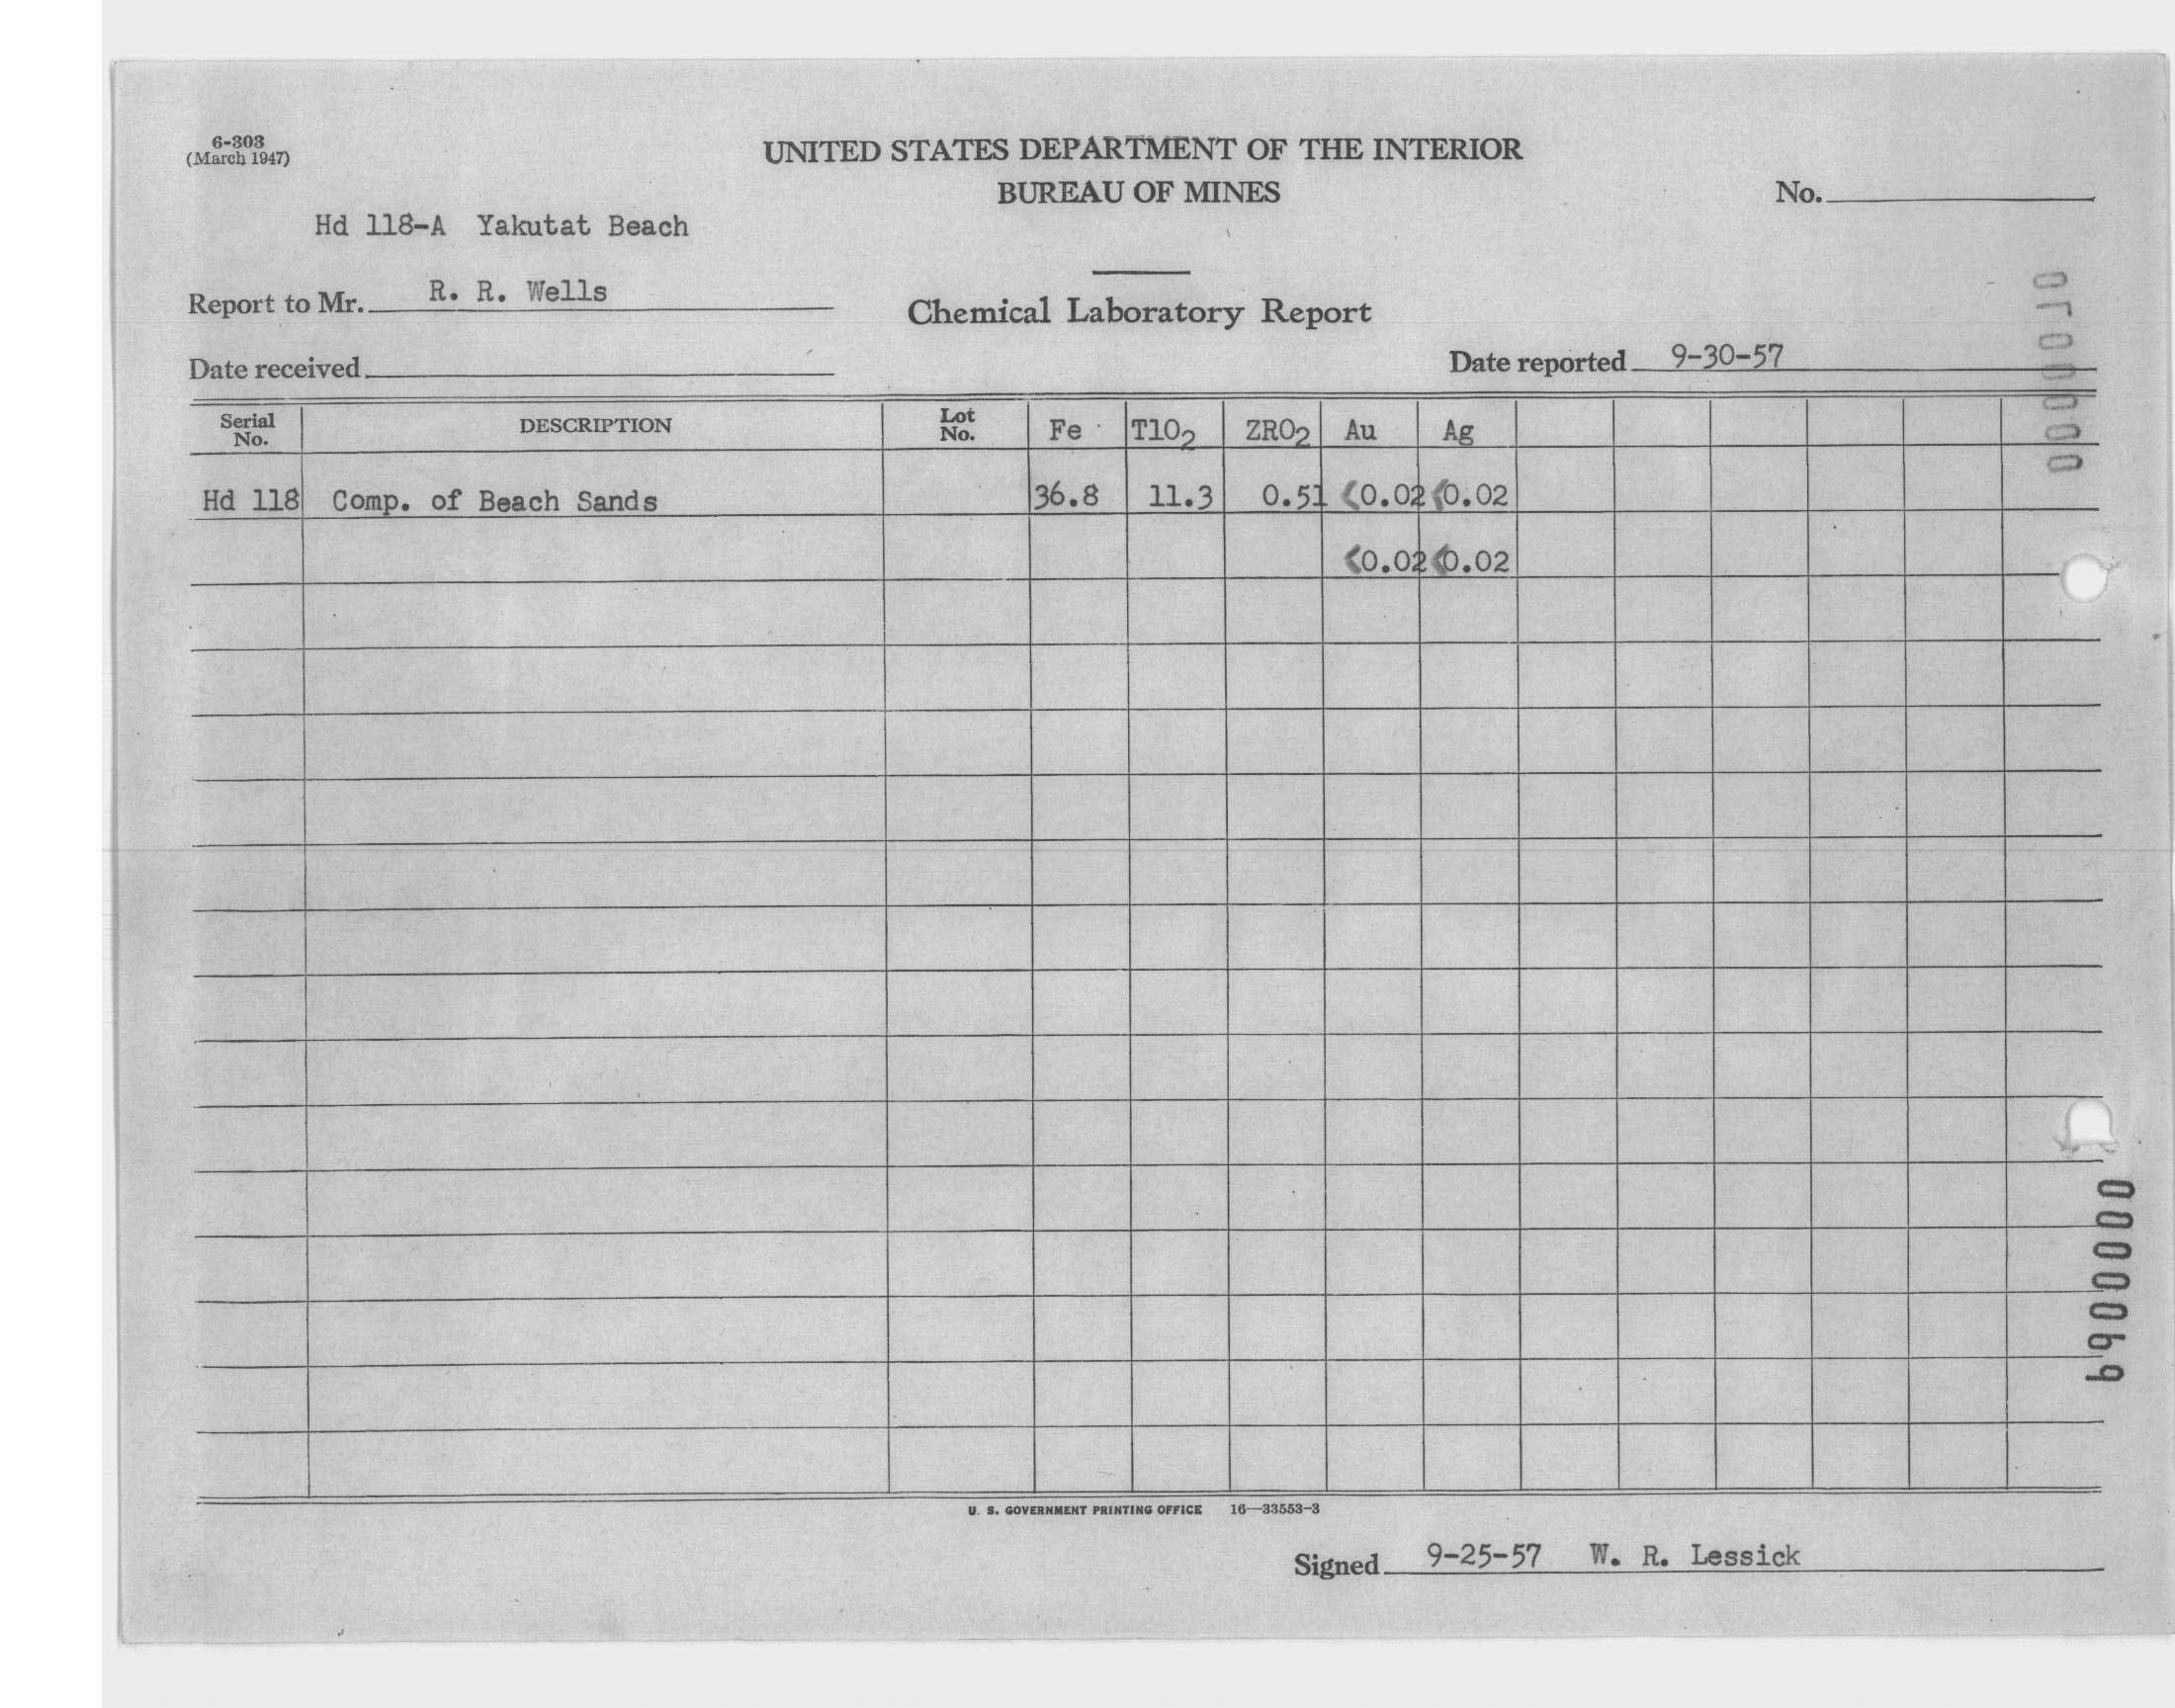 6-303
(March 1947)
UNITED STATES DEPARTMENT OF THE INTERIOR
BUREAU OF MINES
No.
Hd 118-A Yakutat Beach
Report to Mr. R. R. Wells
Chemical Laboratory Report
Date received
Date reported 9-30-57
Serial No. DESCRIPTION Lot No. Fe T1O2 ZRO2 Au Ag
Hd 118 Comp. of Beach Sands 36.8 11.3 0.51 <0.02 <0.02
<0.02 <0.02
U. S. GOVERNMENT PRINTING OFFICE 16—33553-3
Signed 9-25-57 W. R. Lessick
0000070
0000069